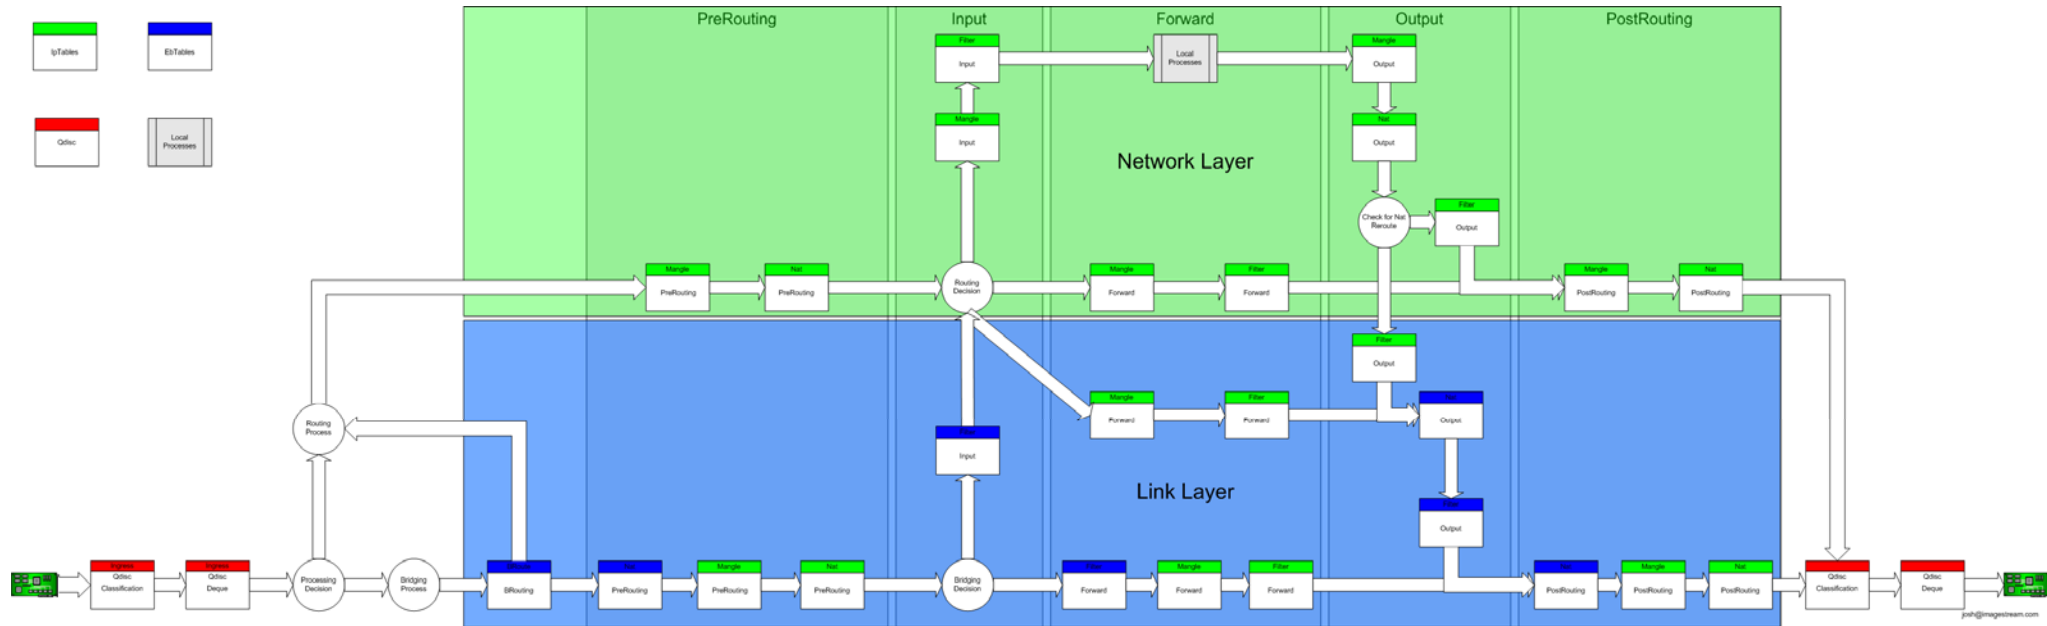 PreRouting
Input
Forward
Output
PostRouting
IpTables
EbTables
Qdisc
Local
Processes
Filter
Input
Local
Processes
Mangle
Output
Mangle
Input
Nat
Output
Network Layer
Check for Nat
Reroute
Filter
Output
Mangle
PreRouting
Nat
PreRouting
Routing
Decision
Mangle
Forward
Filter
Forward
Mangle
PostRouting
Nat
PostRouting
Filter
Output
Routing
Process
Mangle
Forward
Filter
Forward
Nat
Output
Input
Link Layer
Output
Ingress
Qdisc
Classification
Ingress
Qdisc
Deque
Processing
Decision
Bridging
Process
BRouting
Nat
PreRouting
Mangle
PreRouting
Nat
PreRouting
Bridging
Decision
Filter
Forward
Mangle
Forward
Filter
Forward
Nat
PostRouting
Mangle
PostRouting
Nat
PostRouting
Qdisc
Classification
Qdisc
Deque
josh@imagestream.com